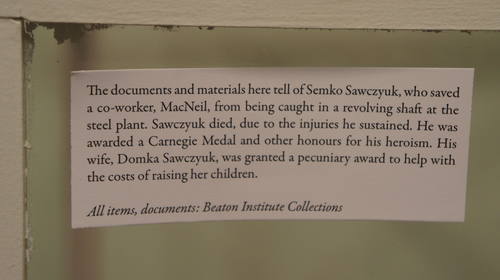 The documents and materials here tell of Semko Sawczyuk, who saved
a co-worker, MacNeil, from being caught in a revolving shaft at the
steel plant. Sawczyuk died, due to the injuries he sustained. He was
awarded a Carnegie Medal and other honours for his heroism. His
wife, Domka Sawczyuk, was granted a pecuniary award to help with
the costs of raising her children.
All items, documents: Beaton Institute Collections